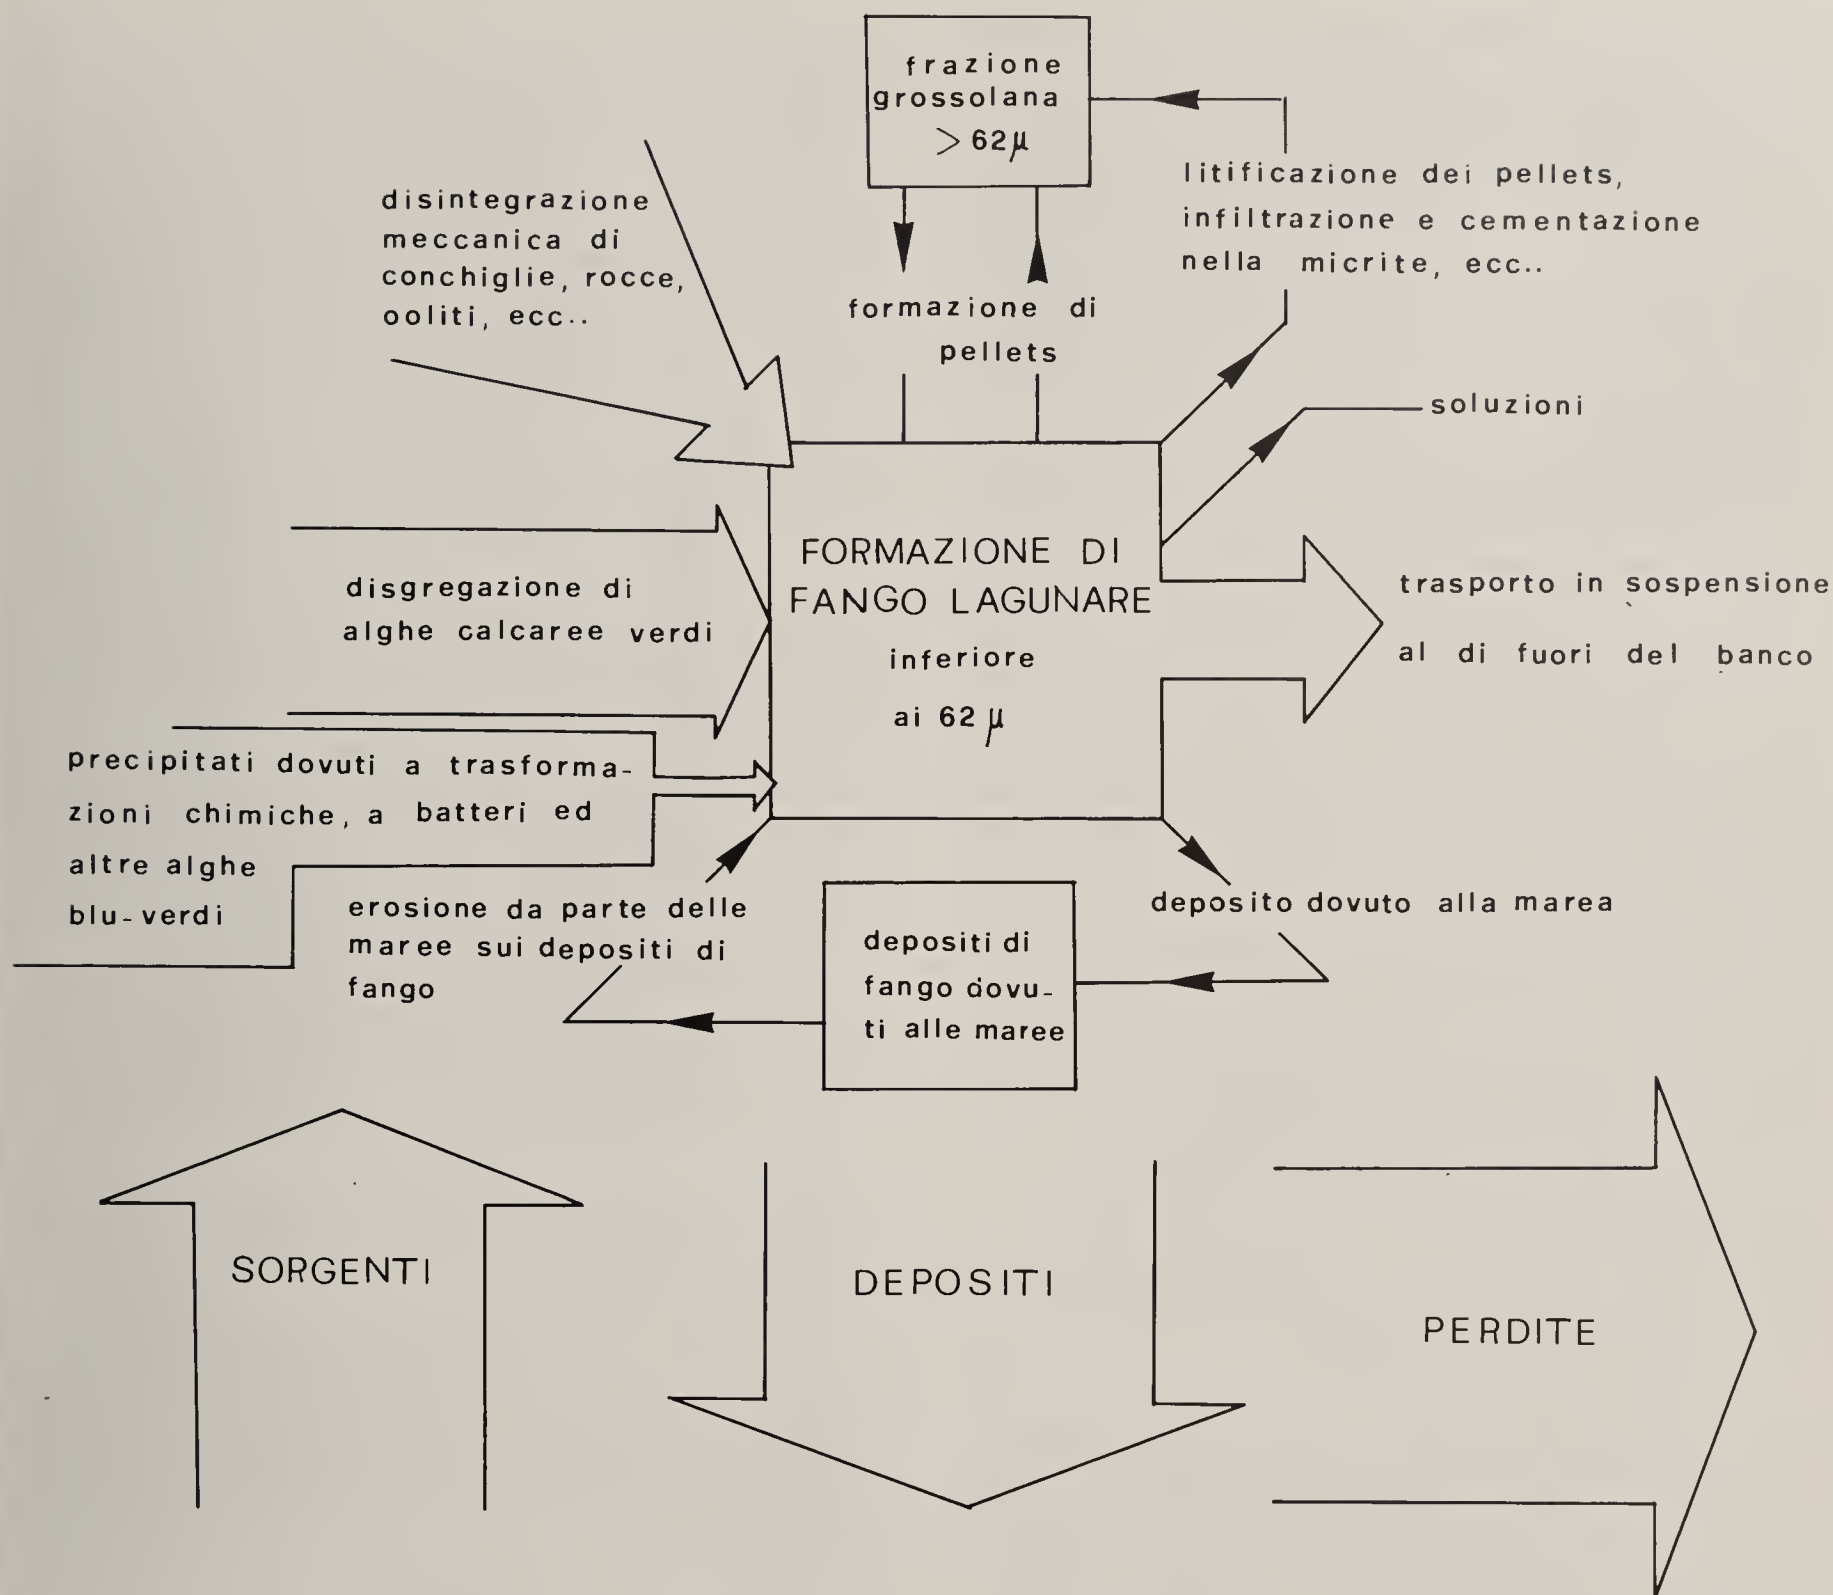 frazione
grossolana
> 62µ
disintegrazione
meccanica di
conchiglie, rocce,
ooliti, ecc..
litificazione dei pellets,
infiltrazione e cementazione
nella micrite, ecc..
formazione di
pellets
soluzioni
FORMAZIONE DI
FANGO LAGUNARE
inferiore
ai 62 µ
disgregazione di
alghe calcaree verdi
trasporto in sospensione
al di fuori del banco
precipitati dovuti a trasforma-
zioni chimiche, a batteri ed
altre alghe
blu-verdi
erosione da parte delle
maree sui depositi di
fango
depositi di
fango dovu-
ti alle maree
deposito dovuto alla marea
SORGENTI
DEPOSITI
PERDITE